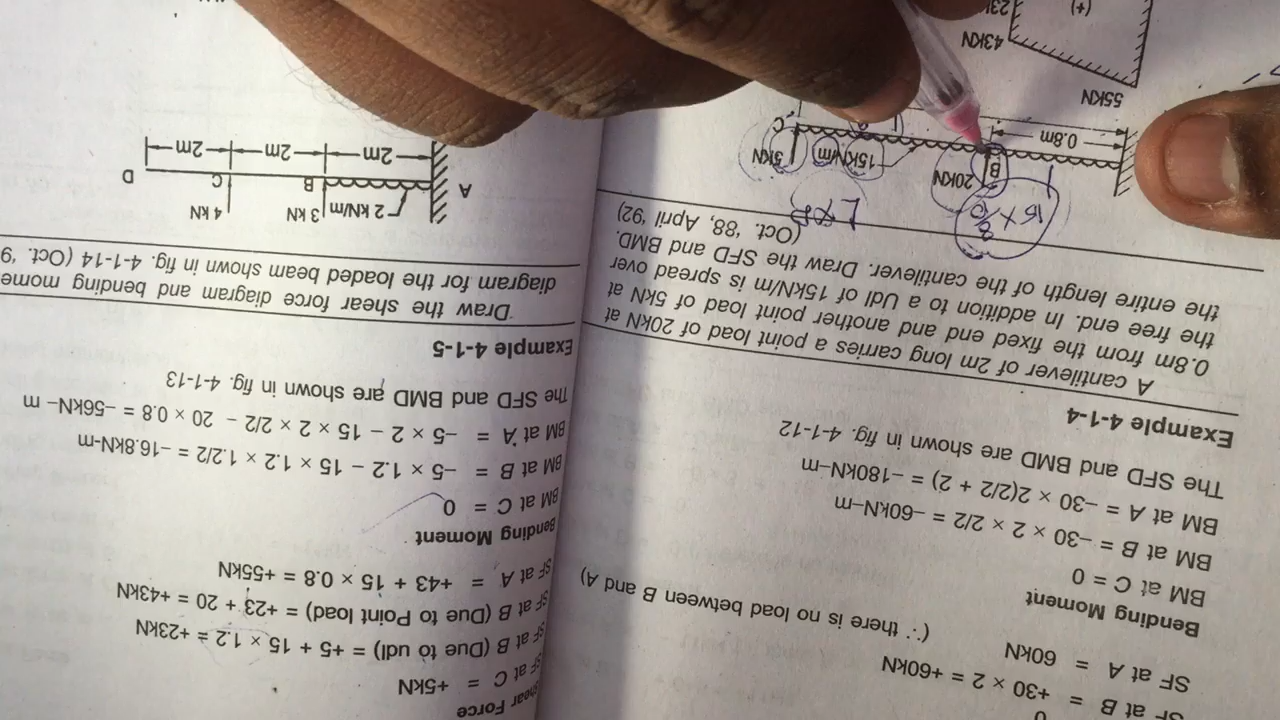 0
SF at B = +30 × 2 = +60kN
SF at A = 60kN (∵ there is no load between B and A)
Bending Moment
BM at C = 0
BM at B = –30 × 2 × 2/2 = –60kN–m
BM at A = –30 × 2(2/2 + 2) = –180kN–m
The SFD and BMD are shown in fig. 4-1-12
Example 4-1-4
A cantilever of 2m long carries a point load of 20kN at
0.8m from the fixed end and another point load of 5kN at
the free end. In addition to a Udl of 15kN/m is spread over
the entire length of the cantilever. Draw the SFD and BMD.
(Oct. '88, April '92)
20KN
15KN/m
5KN
B
C
0.8m
55KN
43KN
(+)
Shear Force
SF at C = +5kN
SF at B (Due to udl) = +5 + 15 × 1.2 = +23kN
SF at B (Due to Point load) = +23 + 20 = +43kN
SF at A = +43 + 15 × 0.8 = +55kN
Bending Moment
BM at C = 0
BM at B = –5 × 1.2 – 15 × 1.2 × 1.2/2 = –16.8kN–m
BM at A = –5 × 2 – 15 × 2 × 2/2 – 20 × 0.8 = –56kN– m
The SFD and BMD are shown in fig. 4-1-13
Example 4-1-5
Draw the shear force diagram and bending mome
diagram for the loaded beam shown in fig. 4-1-14 (Oct. '9
2 kN/m
3 kN
4 kN
A
B
C
D
2m
2m
2m